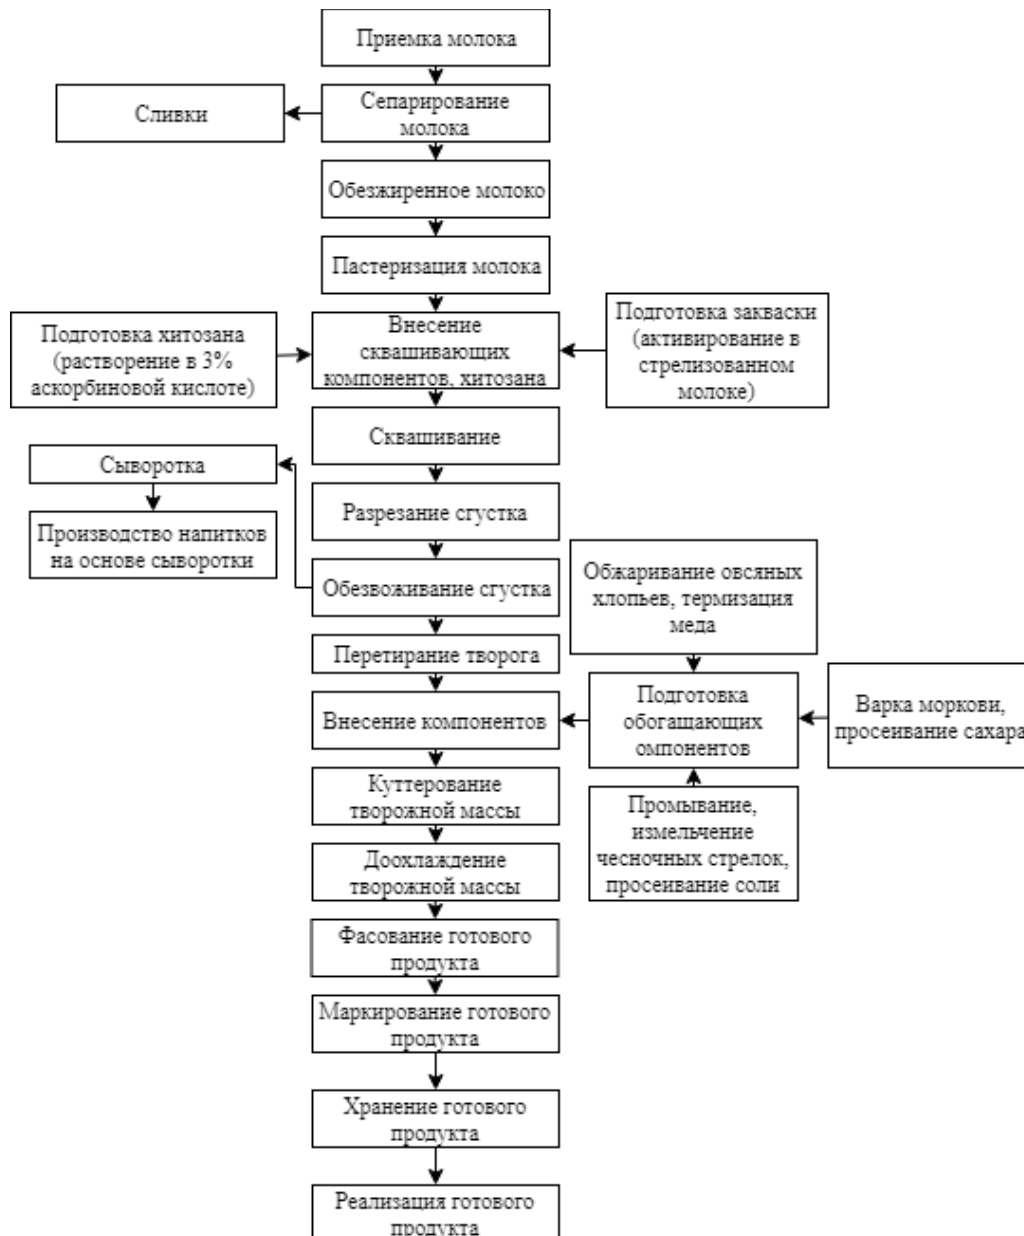 Приемка молока
Сливки
Сепарирование
молока
Обезжиренное молоко
Пастеризация молока
Подготовка хитозана
(растворение в 3%
аскорбиновой кислоте)
Внесение
сквашивающих
компонентов, хитозана
Подготовка закваски
(активирование в
стрелизованном
молоке)
Сквашивание
Сыворотка
Разрезание сгустка
Производство напитков
на основе сыворотки
Обезвоживание сгустка
Обжаривание овсяных
хлопьев, термизация
меда
Перетирание творога
Внесение компонентов
Подготовка
обогащающих
омпонентов
Варка моркови,
просеивание сахара
Куттерование
творожной массы
Промывание,
измельчение
чесночных стрелок,
просеивание соли
Доохлаждение
творожной массы
Фасование готового
продукта
Маркирование готового
продукта
Хранение готового
продукта
Реализация готового
продукта